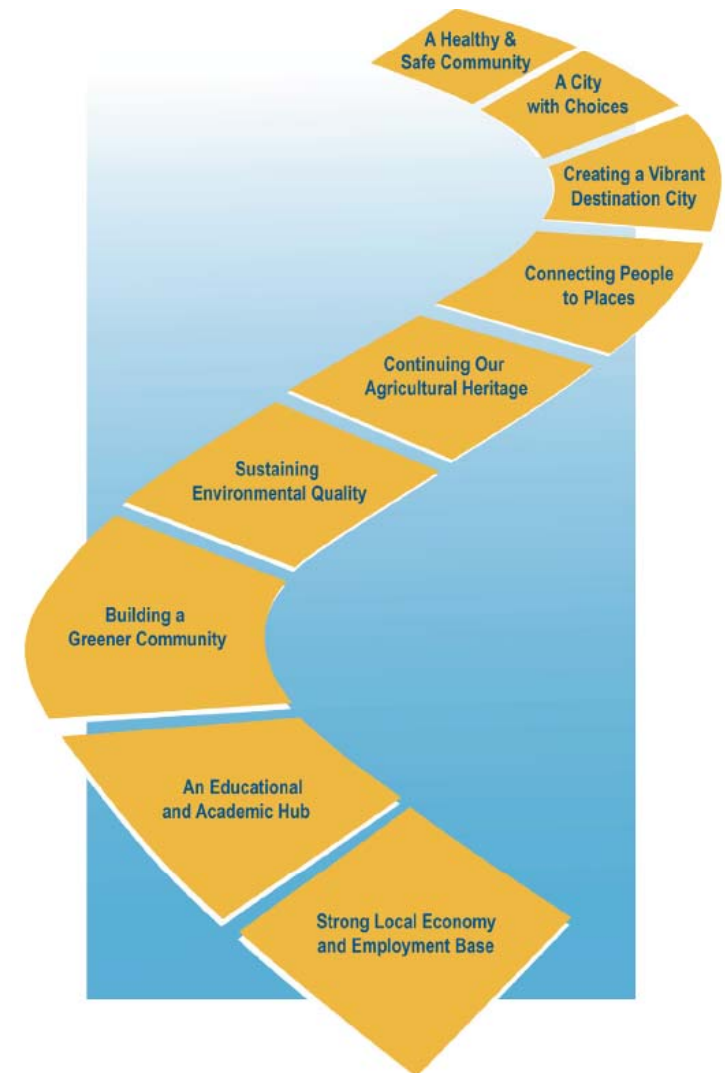 A Healthy &
Safe Community
A City
with Choices
Creating a Vibrant
Destination City
Connecting People
to Places
Continuing Our
Agricultural Heritage
Sustaining
Environmental Quality
Building a
Greener Community
An Educational
and Academic Hub
Strong Local Economy
and Employment Base